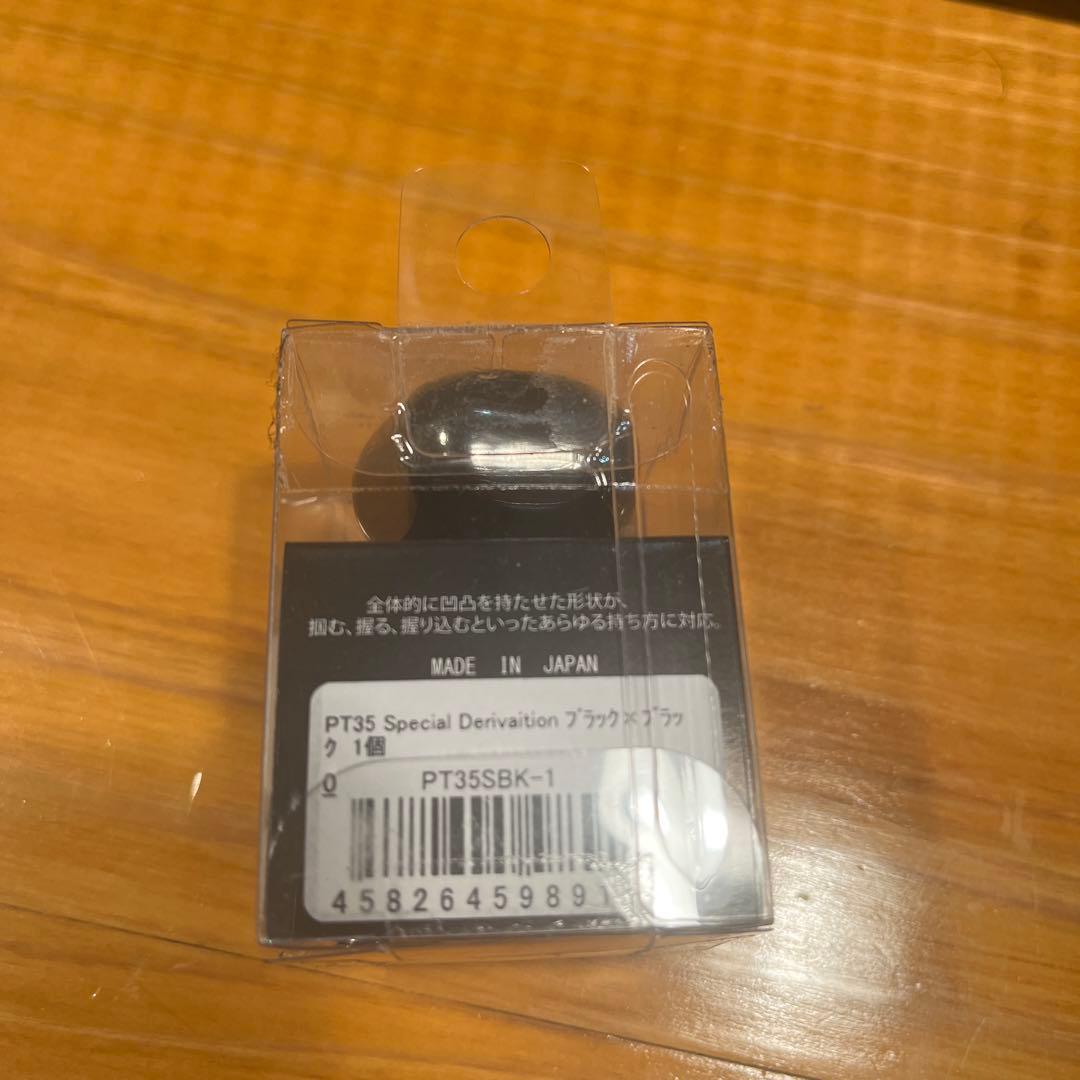 全体的に凹凸を持たせた形状が、
掴む、握る、握り込むといったあらゆる持ち方に対応。
MADE IN JAPAN
PT35 Special Derivaition ﾌﾞﾗｯｸ×ﾌﾞﾗｯ
ｸ 1個
0
PT35SBK-1
4582645989